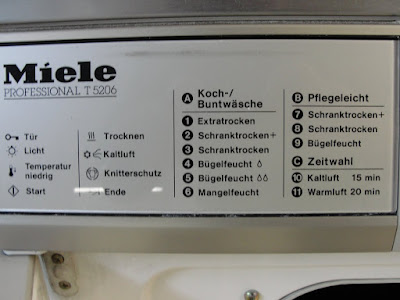 Miele
PROFESSIONAL T 5206
Tür
Licht
Temperatur
niedrig
Start
Trocknen
Kaltluft
Knitterschutz
Ende
A Koch-/
Buntwäsche
1 Extratrocken
2 Schranktrocken+
3 Schranktrocken
4 Bügelfeucht
5 Bügelfeucht
6 Mangelfeucht
B Pflegeleicht
7 Schranktrocken+
8 Schranktrocken
9 Bügelfeucht
C Zeitwahl
10 Kaltluft 15 min
11 Warmluft 20 min